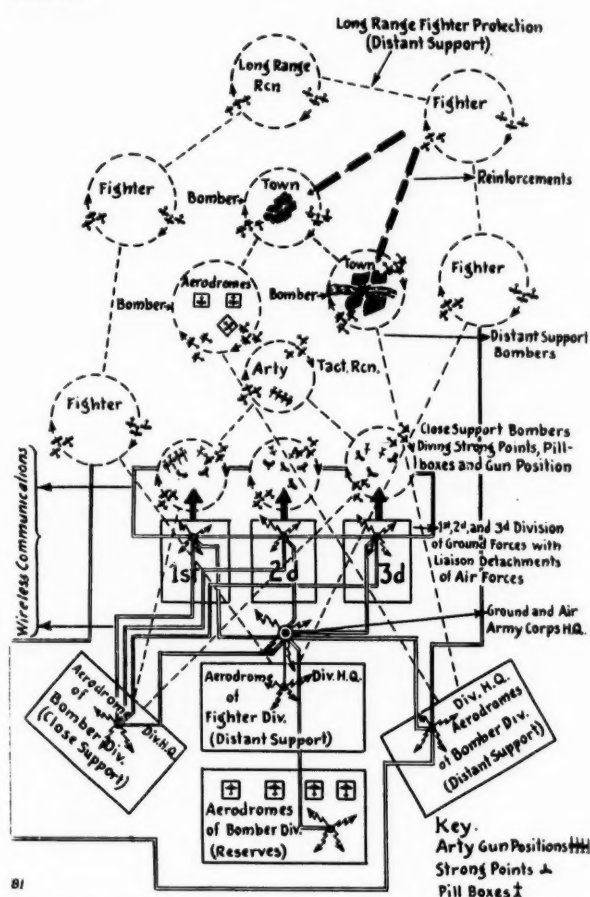 Long Range Fighter Protection
(Distant Support)
Long Range
Rcn
Fighter
Fighter
Bomber
Town
Reinforcements
Aerodromes
Bomber
Town
Bomber
Fighter
Distant Support
Bombers
Arty
Tact. Rcn.
Fighter
Close Support Bombers
Diving Strong Points, Pill-
boxes and Gun Position
Wireless Communications
1st
2d
3d
1st, 2d, and 3d Division
of Ground Forces with
Liaison Detachments
of Air Forces
Ground and Air
Army Corps H.Q.
Aerodromes
of
Bomber Div.
(Close Support)
Div. H.Q.
Aerodrome
of
Fighter Div.
(Distant Support)
Div. H.Q.
Div. H.Q.
Aerodromes
of Bomber Div.
(Distant Support)
Aerodromes
of Bomber Div.
(Reserves)
Key.
Arty Gun Positions
Strong Points
Pill Boxes
81